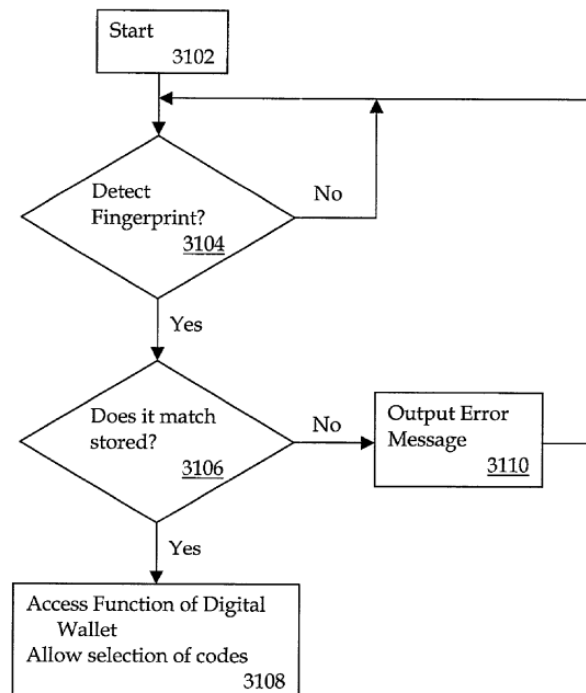 Start
3102
Detect
Fingerprint?
3104
No
Yes
Does it match
stored?
3106
No
Output Error
Message
3110
Yes
Access Function of Digital
Wallet
Allow selection of codes
3108